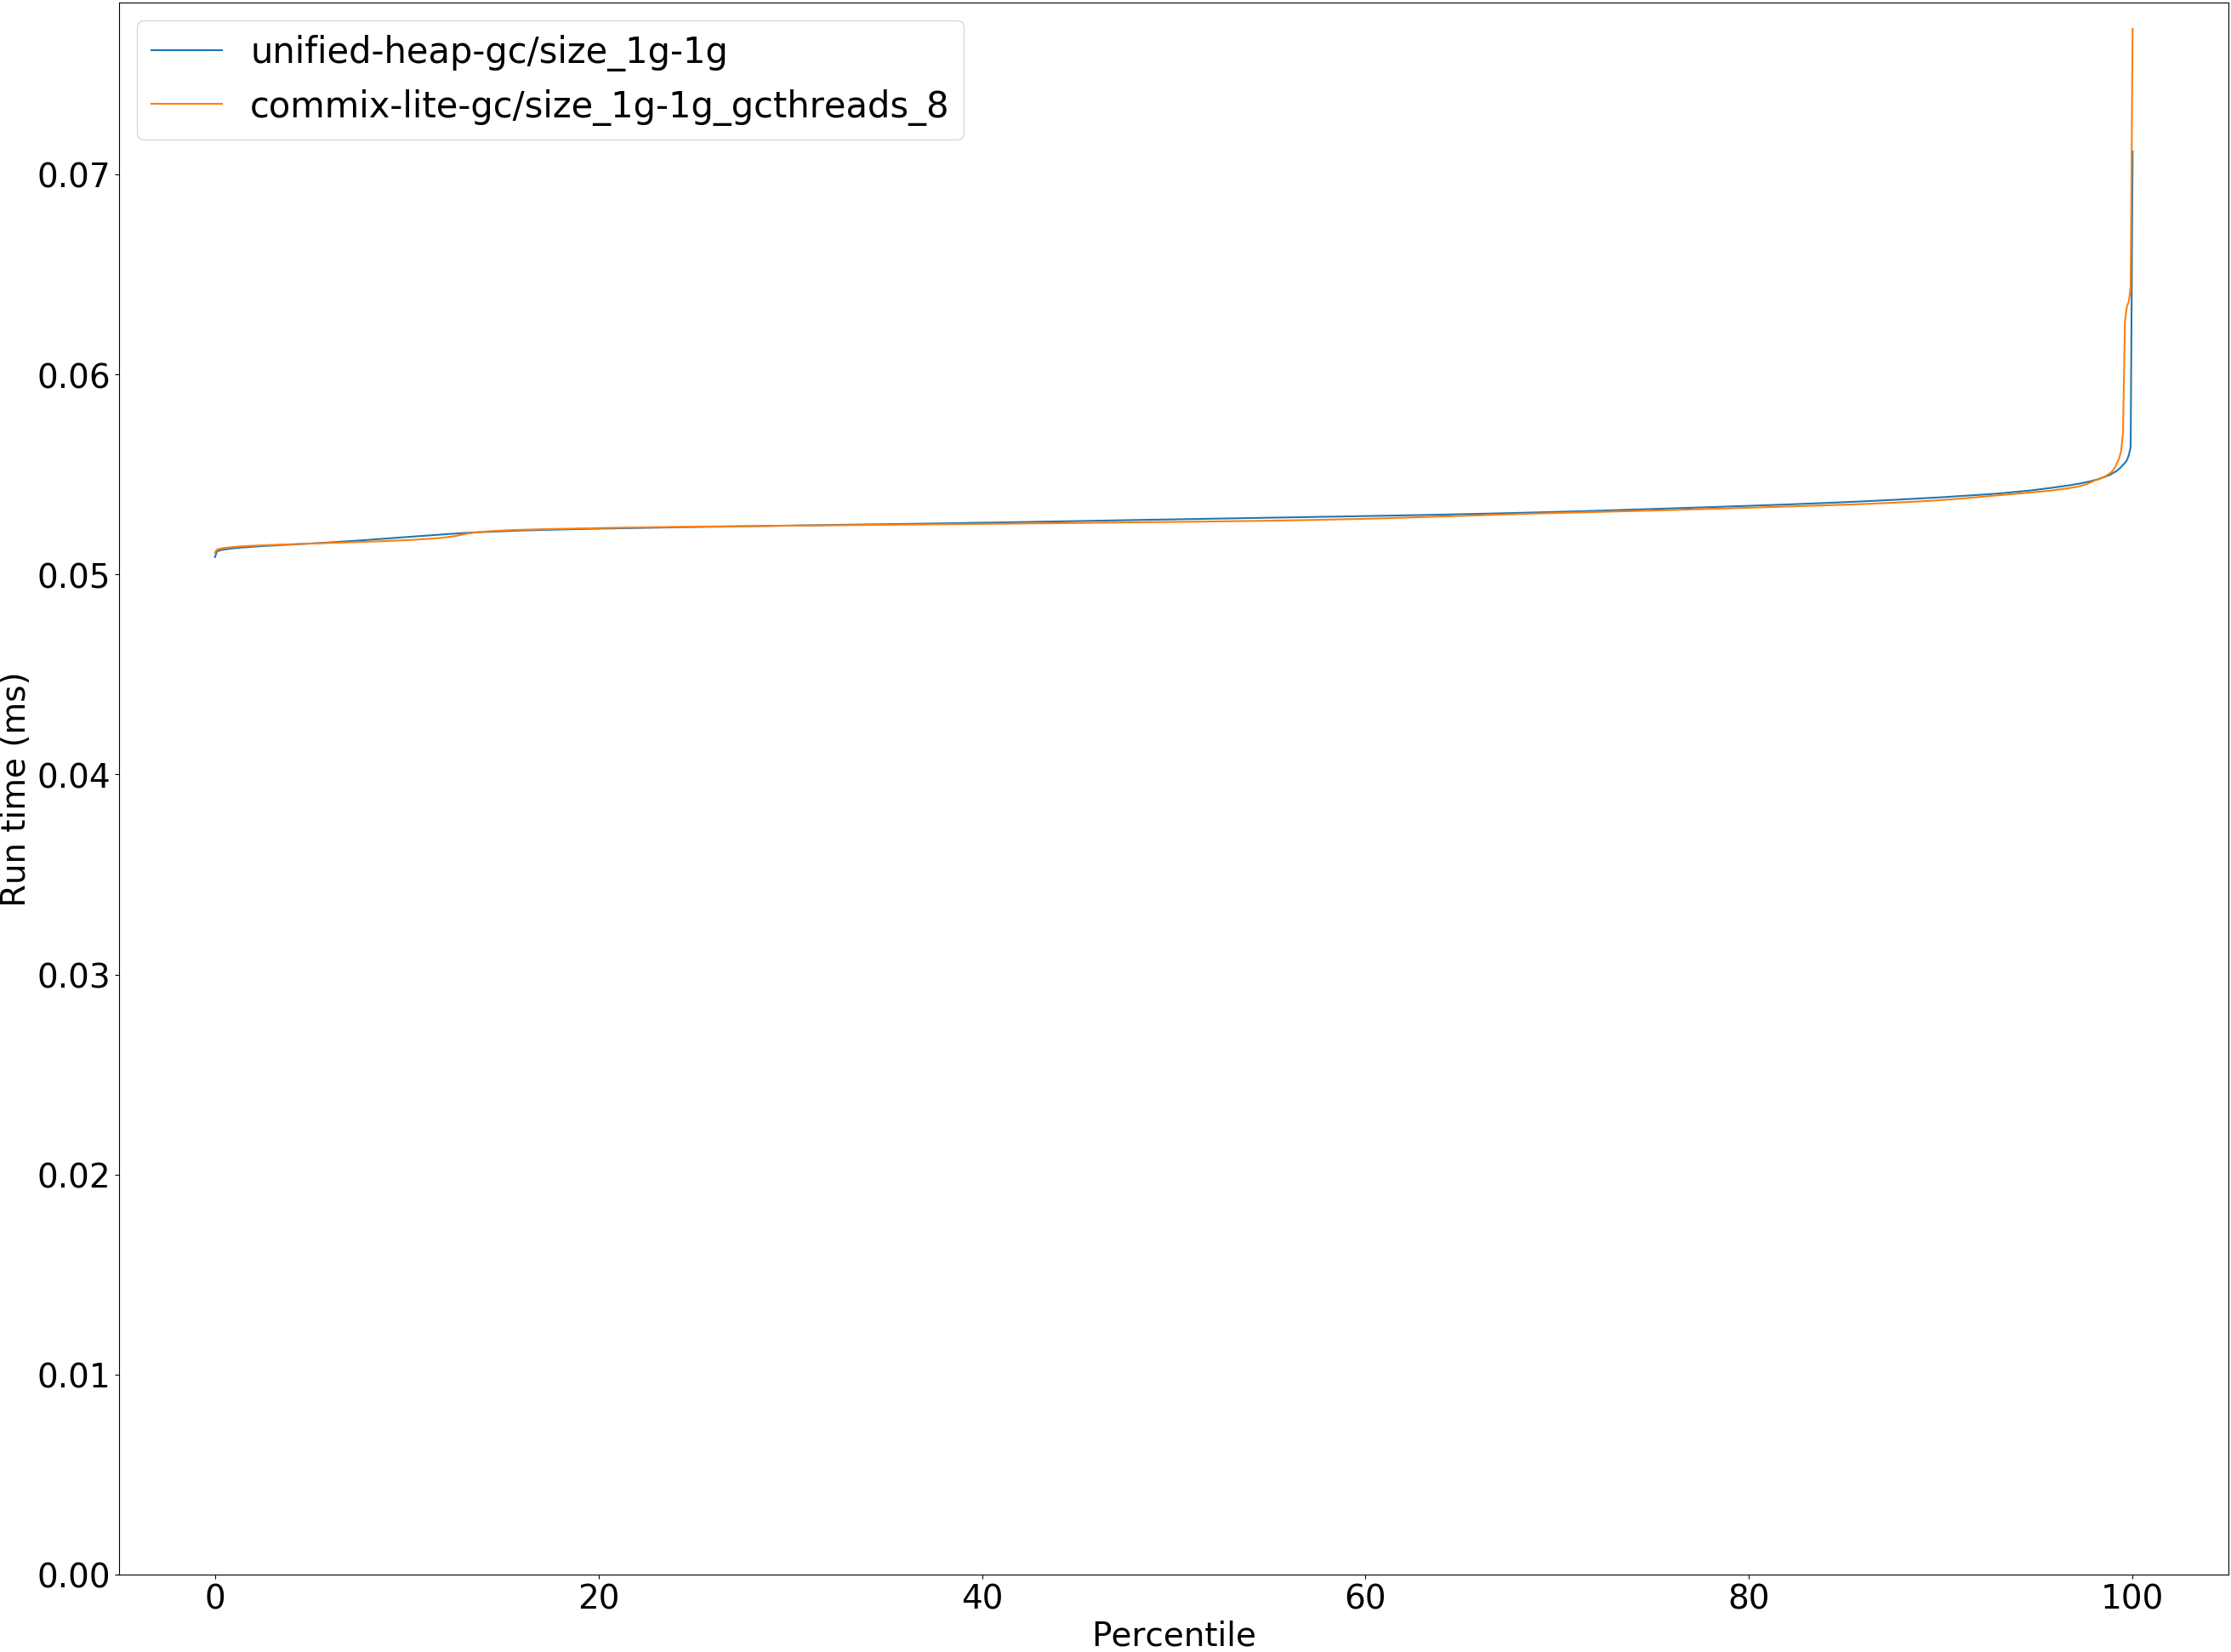 unified-heap-gc/size_1g-1g
commix-lite-gc/size_1g-1g_gcthreads_8
0.07
0.06
0.05
0.04
0.03
0.02
0.01
0.00
Run time (ms)
0 20 40 60 80 100
Percentile